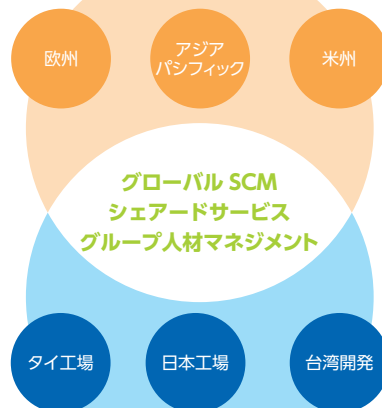 欧州
アジア
パシフィック
米州
グローバル SCM
シェアードサービス
グループ人材マネジメント
タイ工場
日本工場
台湾開発